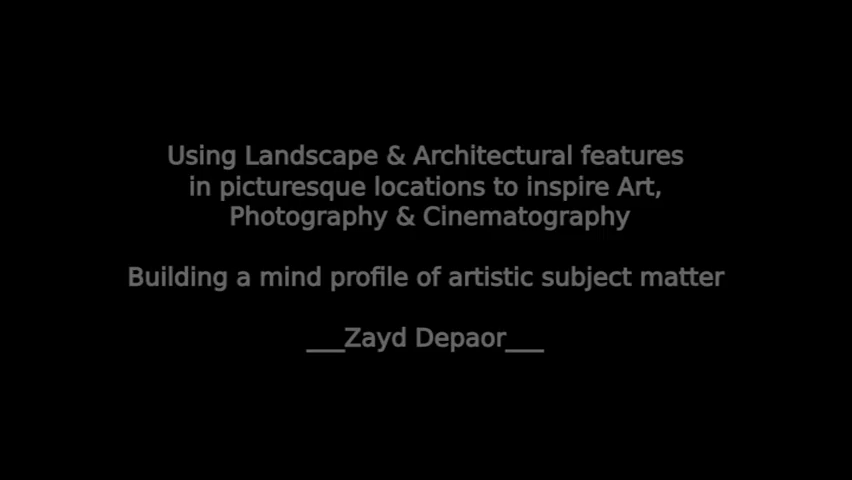 Using Landscape & Architectural features
in picturesque locations to inspire Art,
Photography & Cinematography
Building a mind profile of artistic subject matter
___Zayd Depaor___